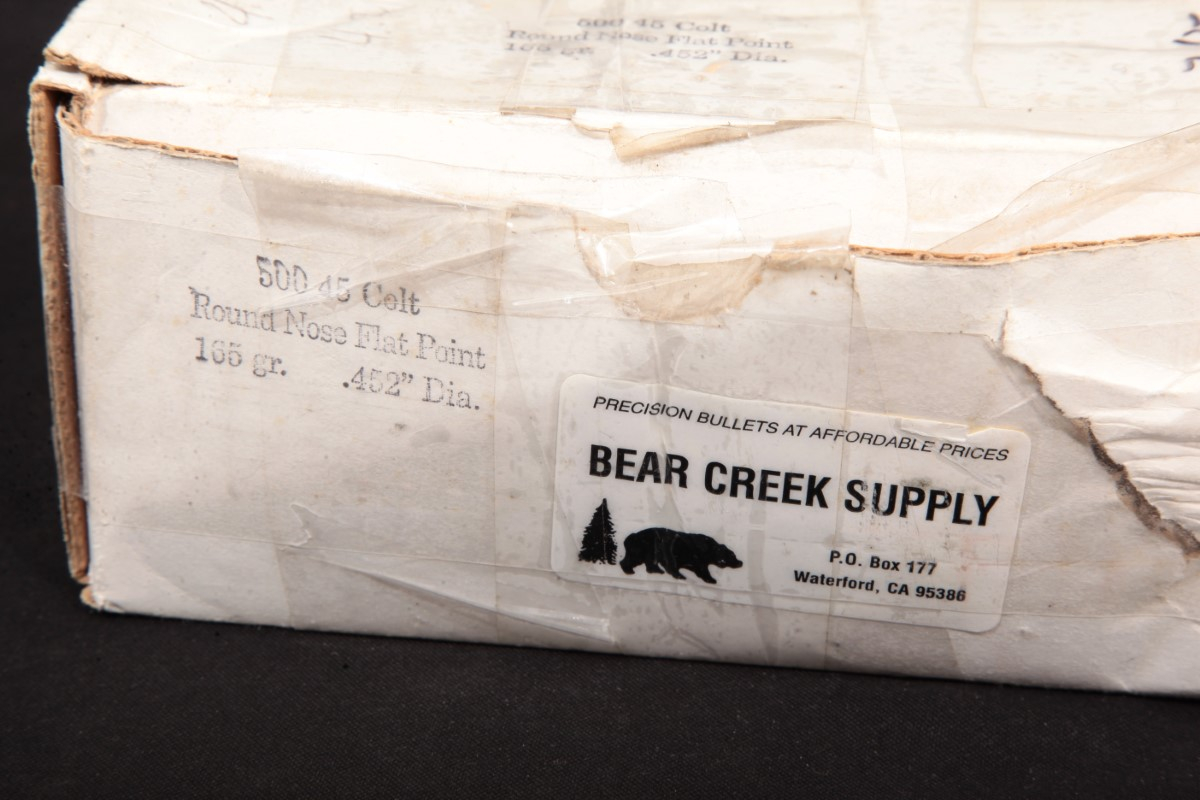 500 45 Colt
Round Nose Flat Point
165 gr. .452" Dia.
500 45 Colt
Round Nose Flat Point
165 gr. .452" Dia.
PRECISION BULLETS AT AFFORDABLE PRICES
BEAR CREEK SUPPLY
P.O. Box 177
Waterford, CA 95386